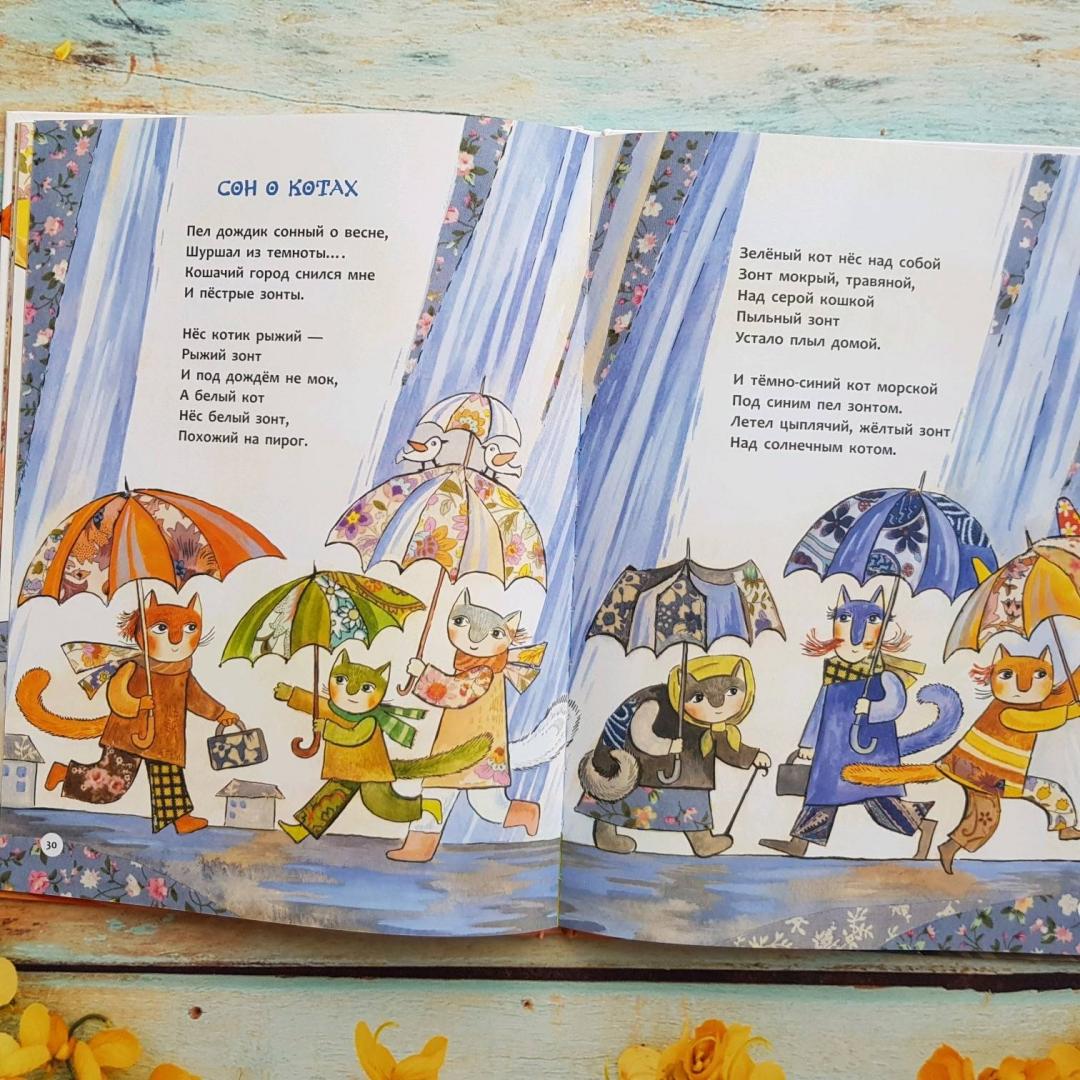 СОН О КОТАХ
Пел дождик сонный о весне,
Шуршал из темноты....
Кошачий город снился мне
И пёстрые зонты.
Нёс котик рыжий —
Рыжий зонт
И под дождём не мок,
А белый кот
Нёс белый зонт,
Похожий на пирог.
30
Зелёный кот нёс над собой
Зонт мокрый, травяной,
Над серой кошкой
Пыльный зонт
Устало плыл домой.
И тёмно-синий кот морской
Под синим пел зонтом.
Летел цыплячий, жёлтый зонт
Над солнечным котом.